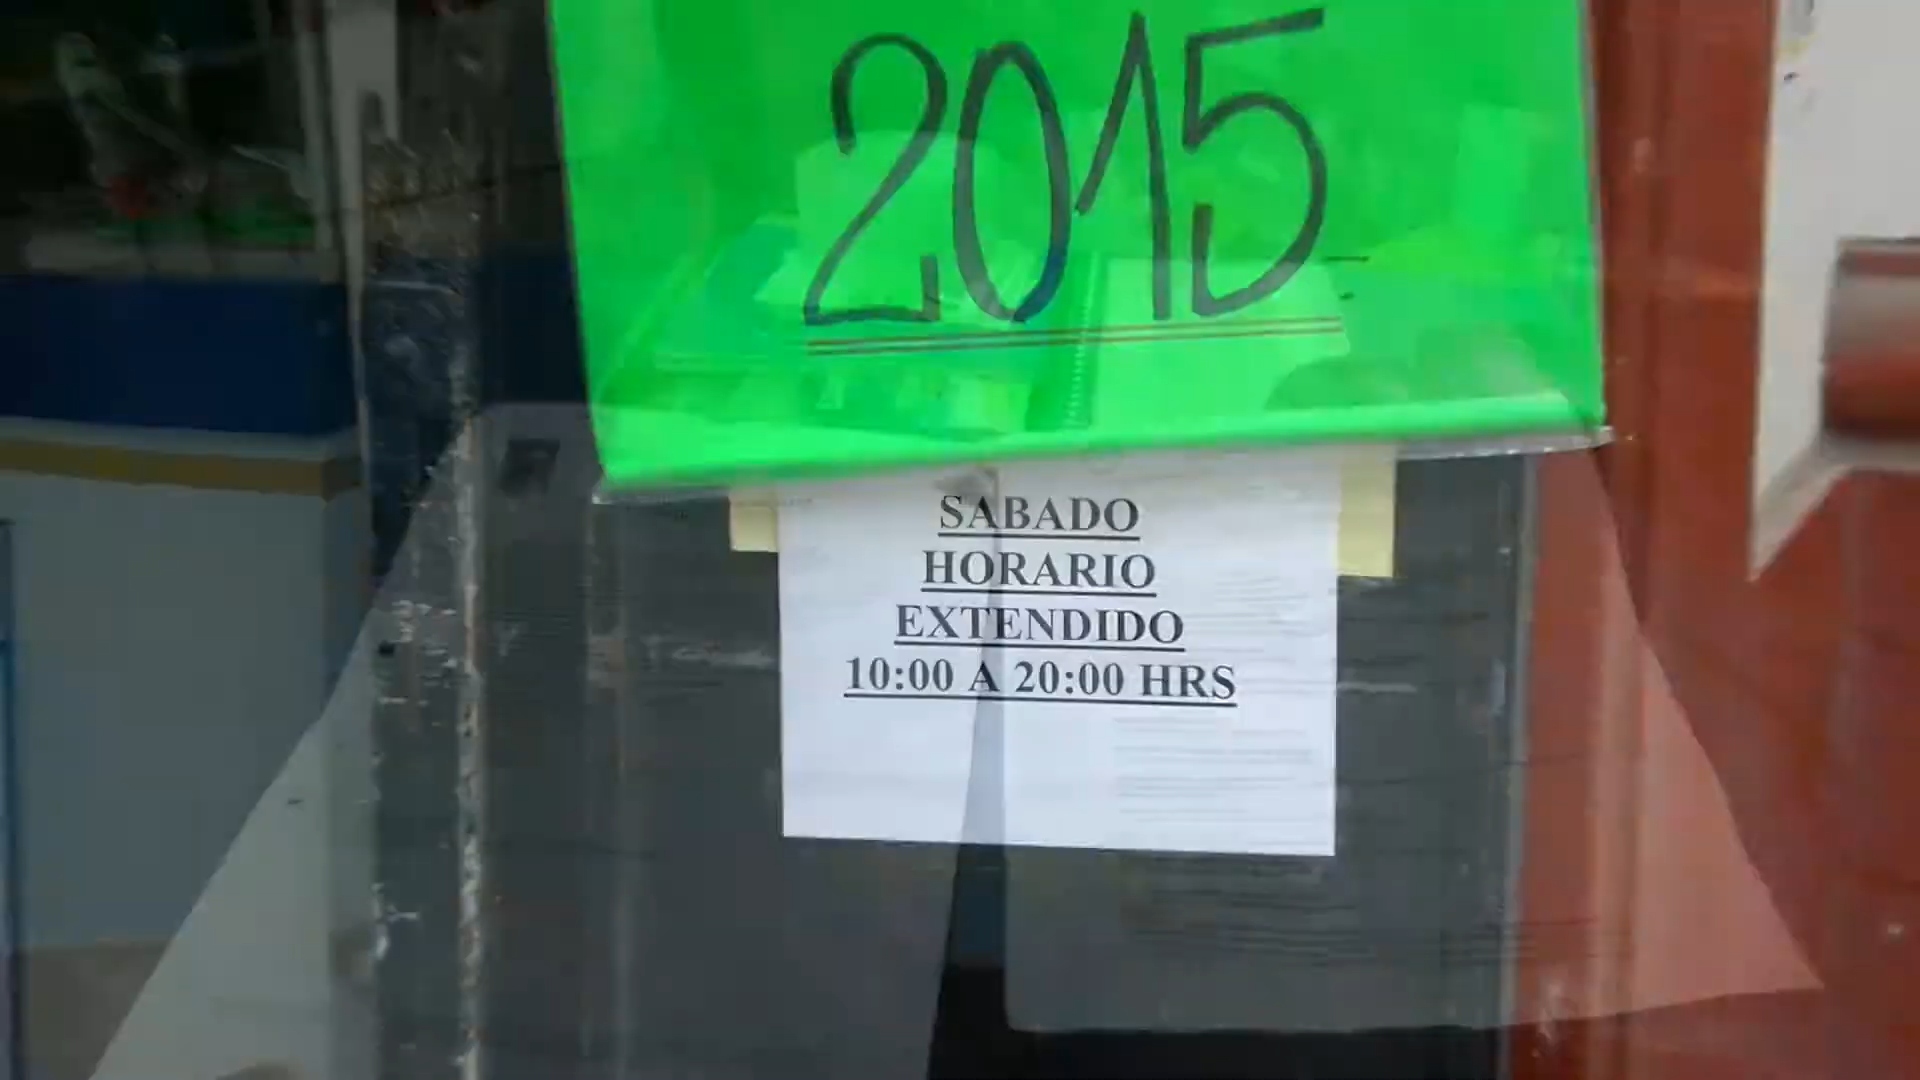 2015
SABADO
HORARIO
EXTENDIDO
10:00 A 20:00 HRS